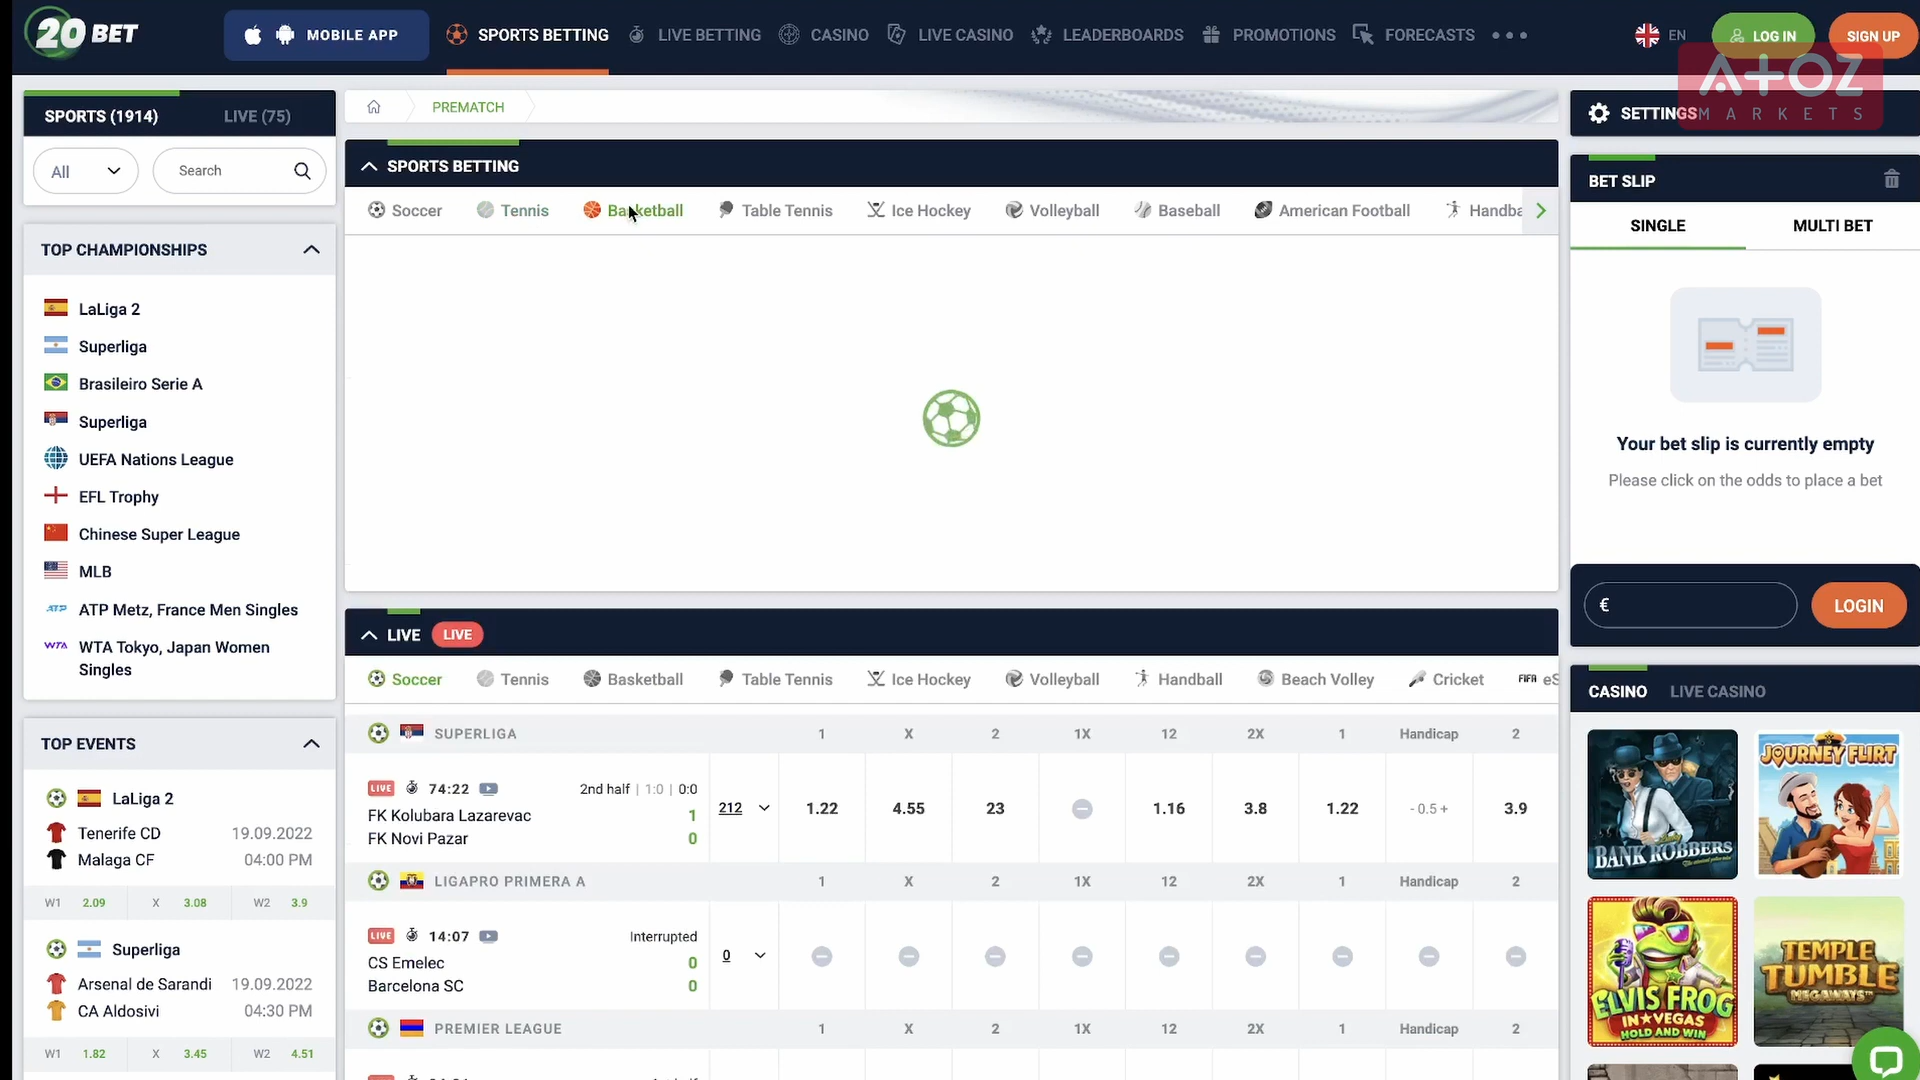 20 BET
MOBILE APP
SPORTS BETTING
LIVE BETTING
CASINO
LIVE CASINO
LEADERBOARDS
PROMOTIONS
FORECASTS
EN
LOG IN
SIGN UP
A+OZ
MARKETS
SPORTS (1914)
LIVE (75)
All
Search
TOP CHAMPIONSHIPS
LaLiga 2
Superliga
Brasileiro Serie A
Superliga
UEFA Nations League
EFL Trophy
Chinese Super League
MLB
ATP
ATP Metz, France Men Singles
WTA
WTA Tokyo, Japan Women
Singles
TOP EVENTS
LaLiga 2
Tenerife CD 19.09.2022
Malaga CF 04:00 PM
W1 2.09 X 3.08 W2 3.9
Superliga
Arsenal de Sarandi 19.09.2022
CA Aldosivi 04:30 PM
W1 1.82 X 3.45 W2 4.51
PREMATCH
SPORTS BETTING
Soccer Tennis Basketball Table Tennis Ice Hockey Volleyball Baseball American Football Handba
LIVE LIVE
Soccer Tennis Basketball Table Tennis Ice Hockey Volleyball Handball Beach Volley Cricket FIFA eS
SUPERLIGA 1 X 2 1X 12 2X 1 Handicap 2
LIVE 74:22 2nd half | 1:0 | 0:0
FK Kolubara Lazarevac 1
FK Novi Pazar 0
212 1.22 4.55 23 1.16 3.8 1.22 - 0.5 + 3.9
LIGAPRO PRIMERA A 1 X 2 1X 12 2X 1 Handicap 2
LIVE 14:07 Interrupted
CS Emelec 0
Barcelona SC 0
0
PREMIER LEAGUE 1 X 2 1X 12 2X 1 Handicap 2
SETTINGS
BET SLIP
SINGLE MULTI BET
Your bet slip is currently empty
Please click on the odds to place a bet
€
LOGIN
CASINO LIVE CASINO
BANK ROBBERS
JOURNEY FLIRT
ELVIS FROG
IN VEGAS
HOLD AND WIN
TEMPLE
TUMBLE
MEGAWAYS